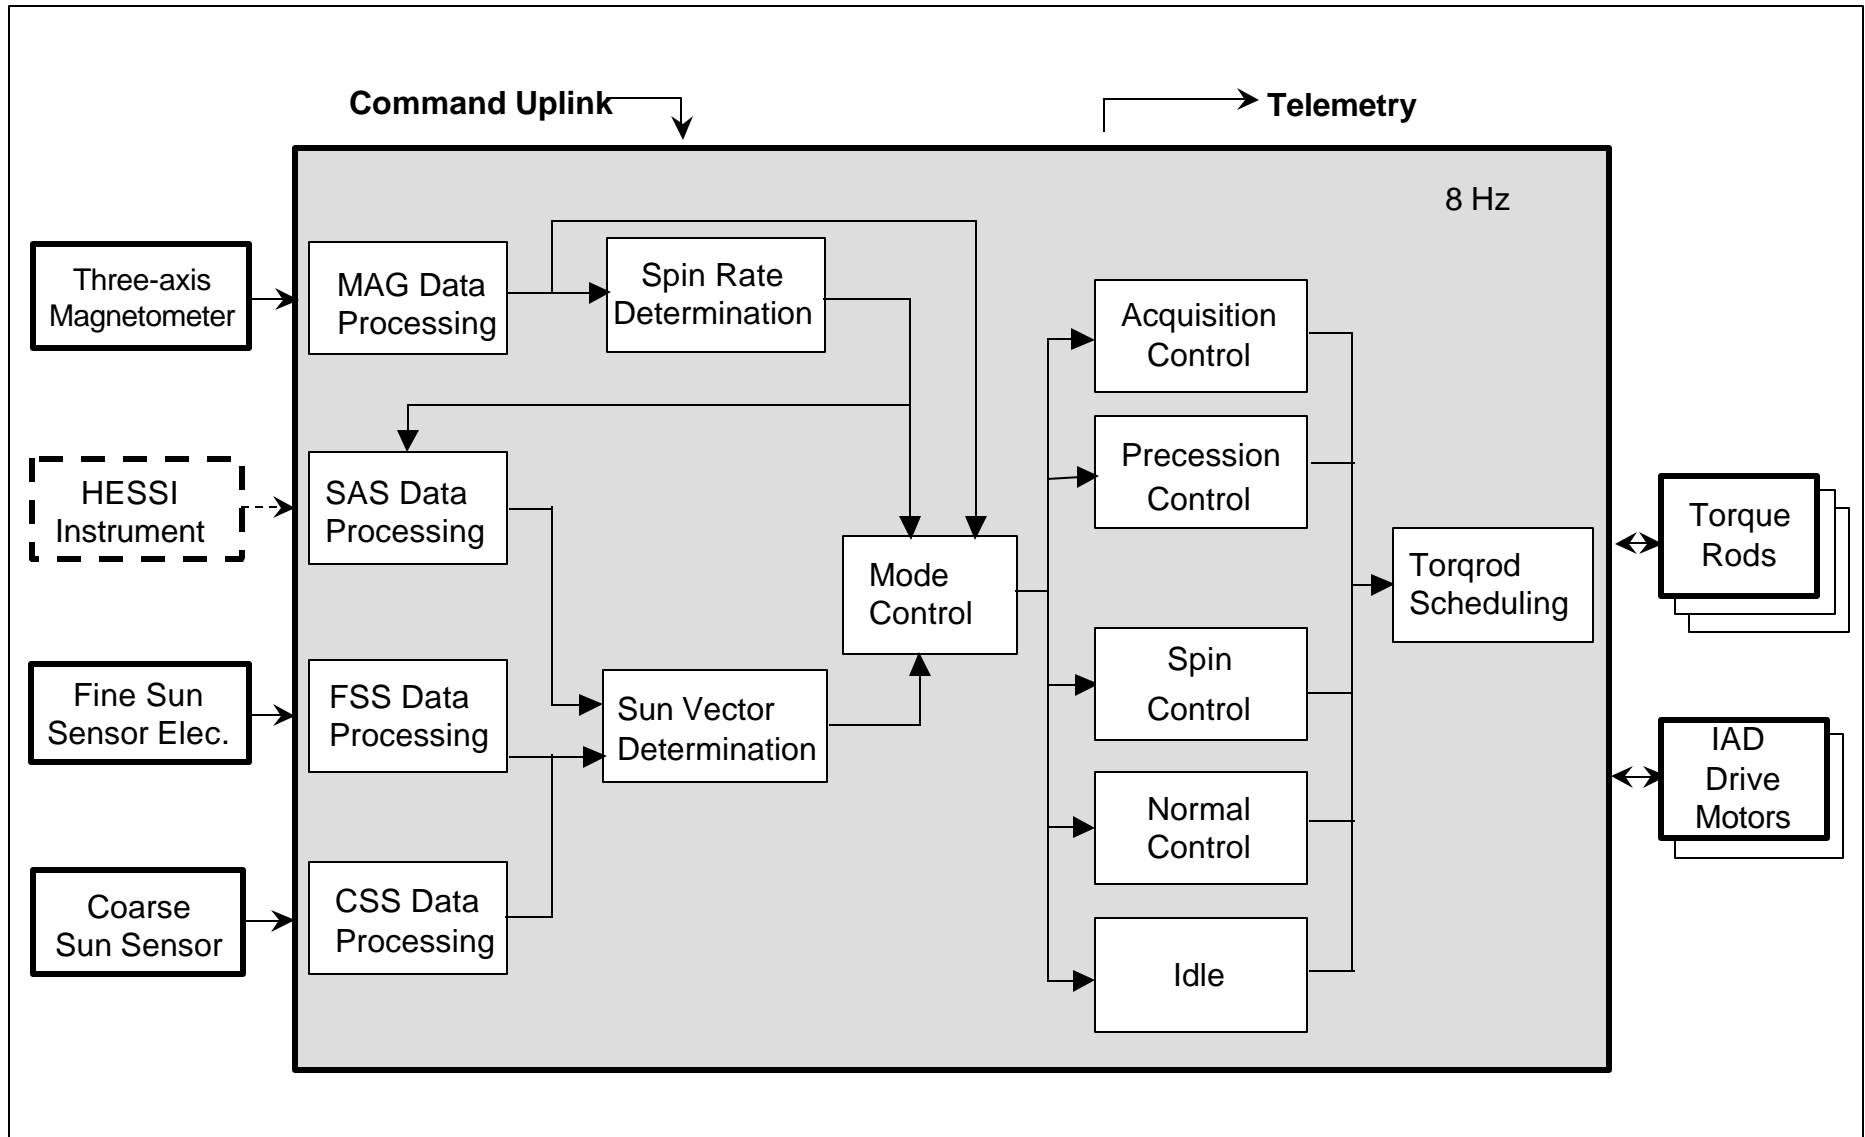 Command Uplink
Telemetry
8 Hz
Three-axis
Magnetometer
MAG Data
Processing
Spin Rate
Determination
Acquisition
Control
HESSI
Instrument
SAS Data
Processing
Precession
Control
Mode
Control
Torqrod
Scheduling
Torque
Rods
Fine Sun
Sensor Elec.
FSS Data
Processing
Sun Vector
Determination
Spin
Control
IAD
Drive
Motors
Normal
Control
Coarse
Sun Sensor
CSS Data
Processing
Idle